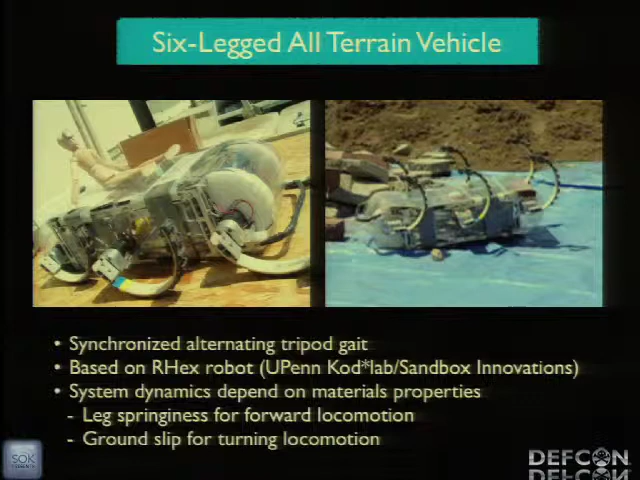 Six-Legged All Terrain Vehicle
• Synchronized alternating tripod gait
• Based on RHex robot (UPenn Kod*lab/Sandbox Innovations)
• System dynamics depend on materials properties
- Leg springiness for forward locomotion
- Ground slip for turning locomotion
SOK
DEFCON